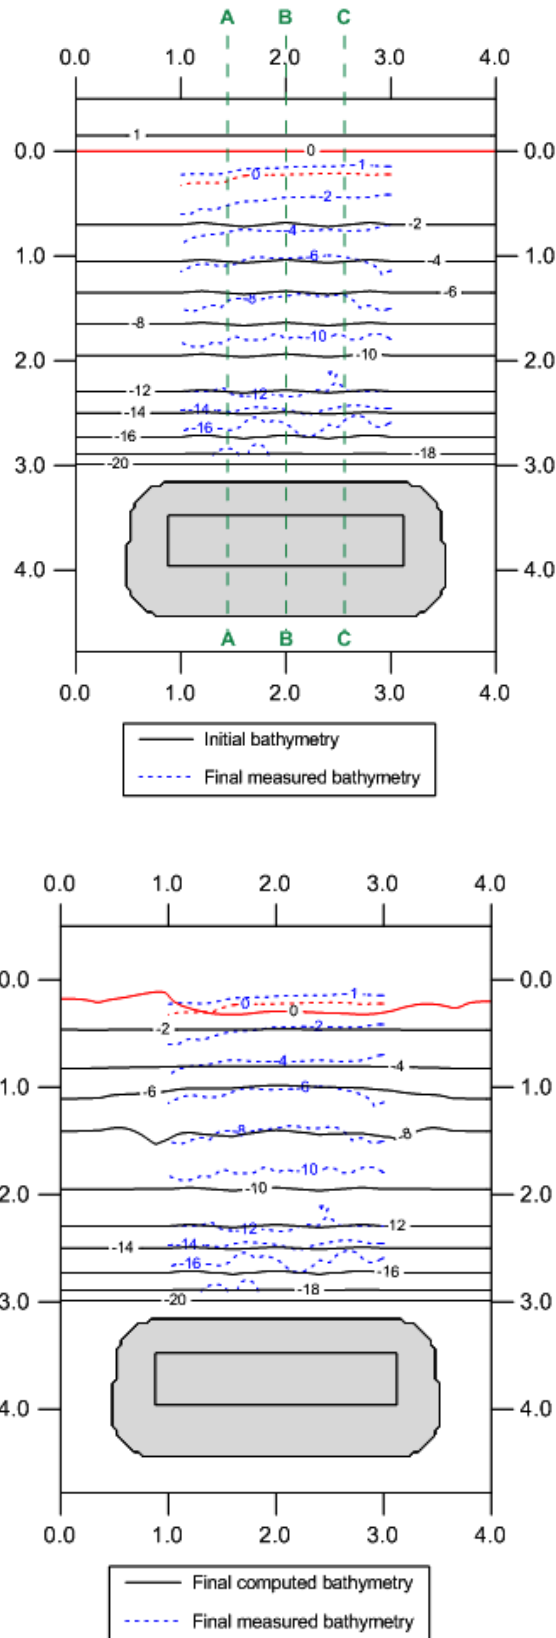 A B C
0.0 1.0 2.0 3.0 4.0
1
0.0 0 0.0
1
0
-2
-2
-4
1.0 -6 -4 1.0
-6
-8
-8
-10
2.0 -10 2.0
-12 -12
-14 -14
-16 -16
-18
3.0 -20 3.0
4.0 4.0
A B C
0.0 1.0 2.0 3.0 4.0
Initial bathymetry
Final measured bathymetry
0.0 1.0 2.0 3.0 4.0
0.0 0.0
1
0
0
-2 -2
-4 -4
1.0 -6 -6 1.0
-8 -8
-10
2.0 -10 2.0
-12 -12
-14 -14
-16 -16
-18
3.0 -20 3.0
4.0 4.0
0.0 1.0 2.0 3.0 4.0
Final computed bathymetry
Final measured bathymetry